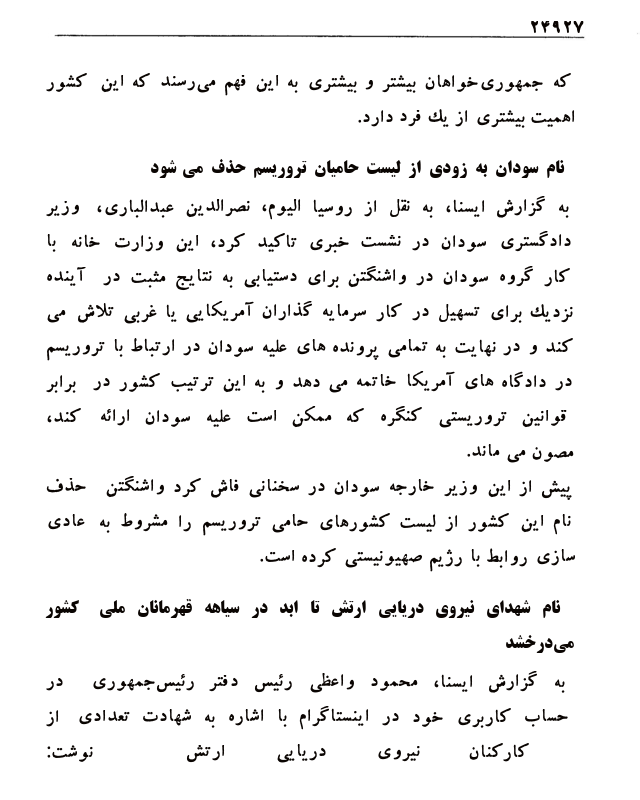 ۲۴۹۲۷
که جمهوری‌خواهان بیشتر و بیشتری به این فهم می‌رسند که این کشور
اهمیت بیشتری از یك فرد دارد.
نام سودان به زودی از لیست حامیان تروریسم حذف می شود
به گزارش ایسنا، به نقل از روسیا الیوم، نصرالدین عبدالباری، وزیر
دادگستری سودان در نشست خبری تاکید کرد، این وزارت خانه با
کار گروه سودان در واشنگتن برای دستیابی به نتایج مثبت در آینده
نزدیك برای تسهیل در کار سرمایه گذاران آمریکایی یا غربی تلاش می
کند و در نهایت به تمامی پرونده های علیه سودان در ارتباط با تروریسم
در دادگاه های آمریکا خاتمه می دهد و به این ترتیب کشور در برابر
قوانین تروریستی کنگره که ممکن است علیه سودان ارائه کند،
مصون می ماند.
پیش از این وزیر خارجه سودان در سخنانی فاش کرد واشنگتن حذف
نام این کشور از لیست کشورهای حامی تروریسم را مشروط به عادی
سازی روابط با رژیم صهیونیستی کرده است.
نام شهدای نیروی دریایی ارتش تا ابد در سیاهه قهرمانان ملی کشور
می‌درخشد
به گزارش ایسنا، محمود واعظی رئیس دفتر رئیس‌جمهوری در
حساب کاربری خود در اینستاگرام با اشاره به شهادت تعدادی از
کارکنان نیروی دریایی ارتش نوشت: